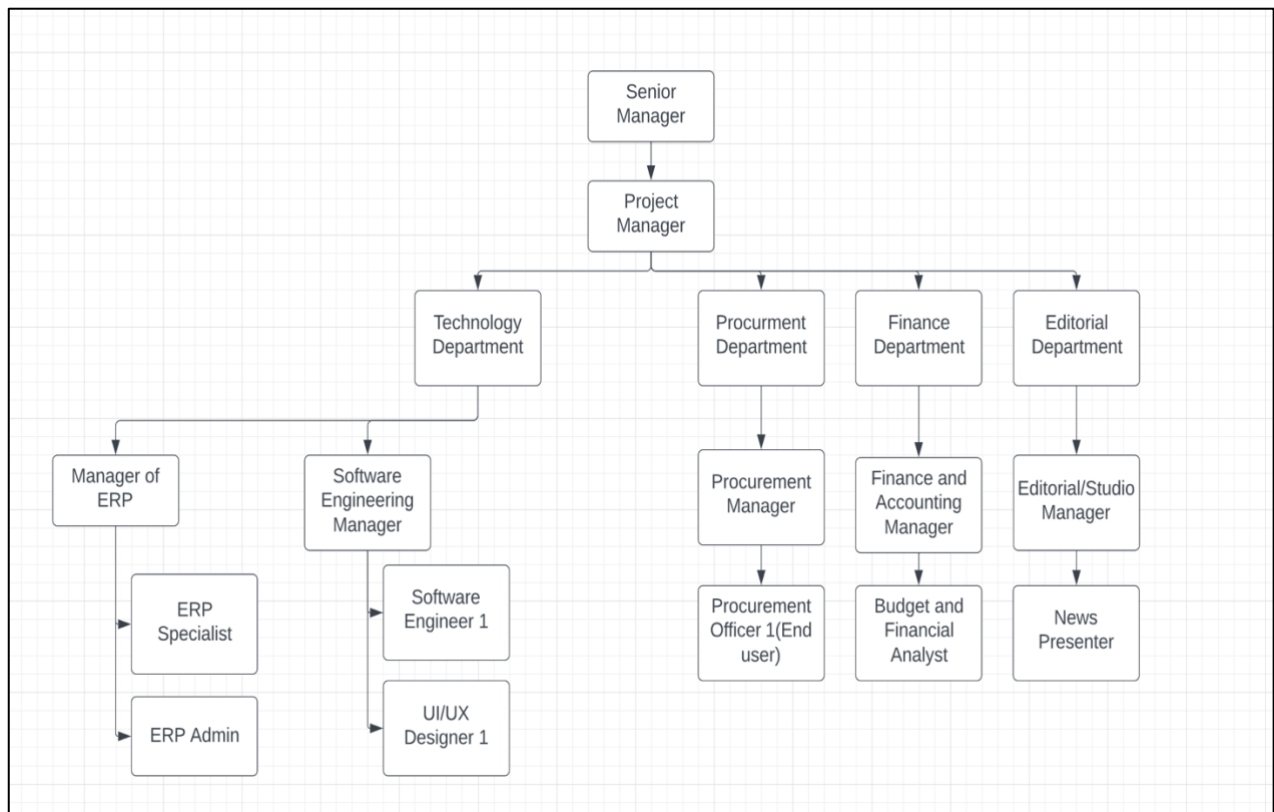 Senior
Manager
Project
Manager
Technology
Department
Procurment
Department
Finance
Department
Editorial
Department
Manager of
ERP
Software
Engineering
Manager
Procurement
Manager
Finance and
Accounting
Manager
Editorial/Studio
Manager
ERP
Specialist
Software
Engineer 1
Procurement
Officer 1(End
user)
Budget and
Financial
Analyst
News
Presenter
ERP Admin
UI/UX
Designer 1